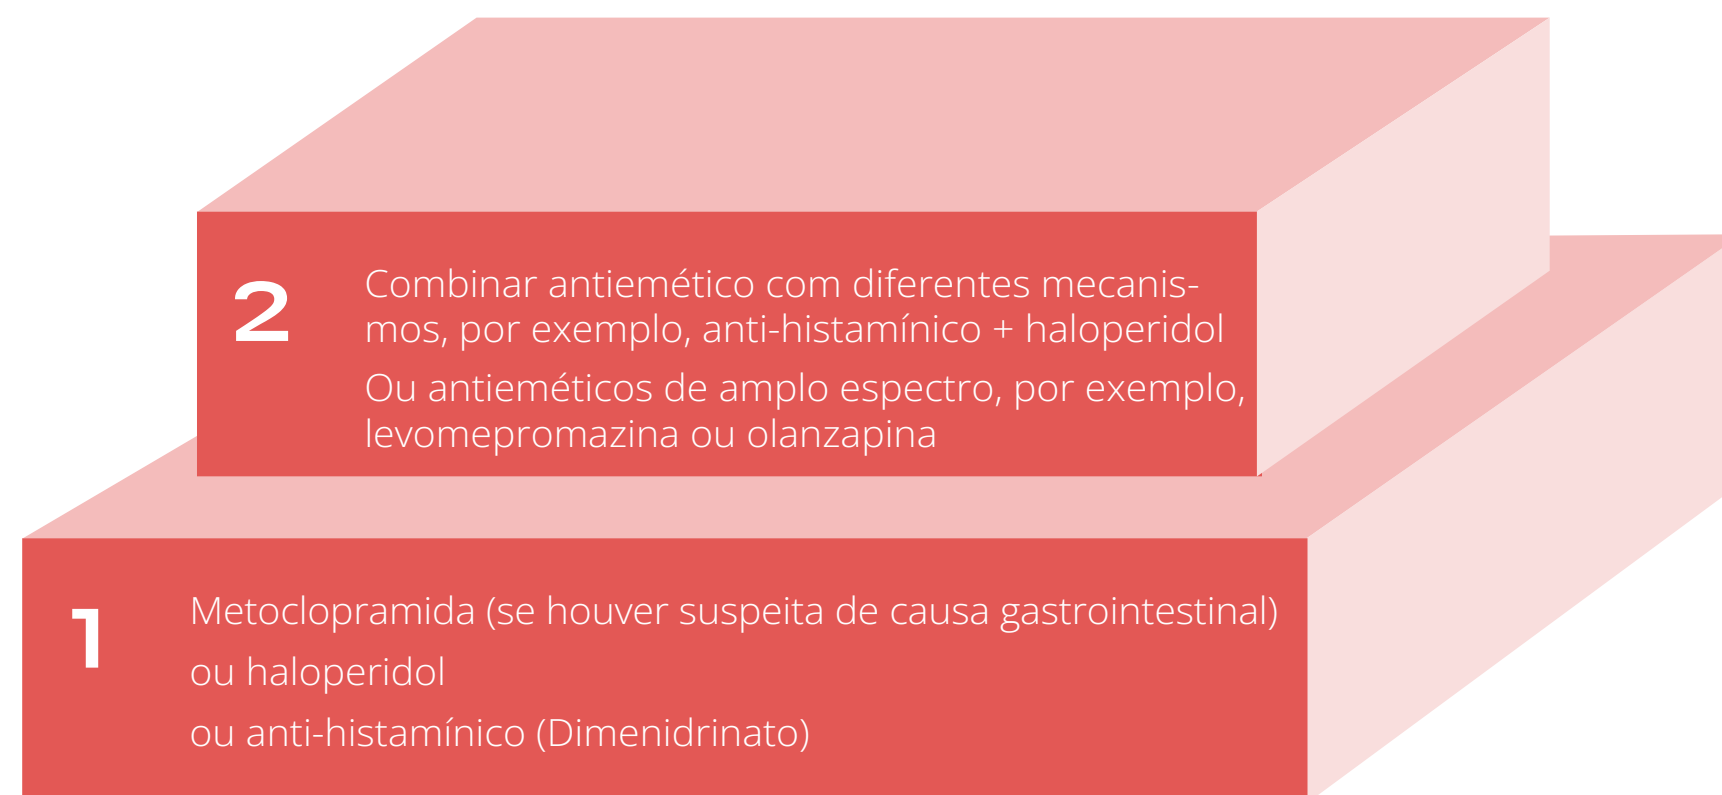 2
Combinar antiemético com diferentes mecanis-
mos, por exemplo, anti-histamínico + haloperidol
Ou antieméticos de amplo espectro, por exemplo,
levomepromazina ou olanzapina
1
Metoclopramida (se houver suspeita de causa gastrointestinal)
ou haloperidol
ou anti-histamínico (Dimenidrinato)